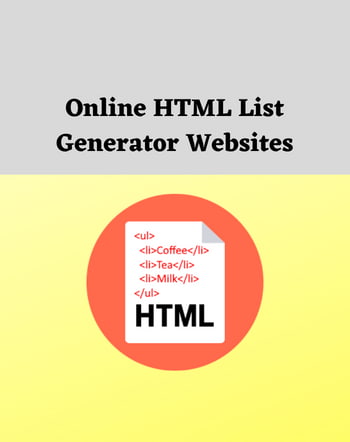 Online HTML List
Generator Websites
<ul>
<li>Coffee</li>
<li>Tea</li>
<li>Milk</li>
</ul>
HTML